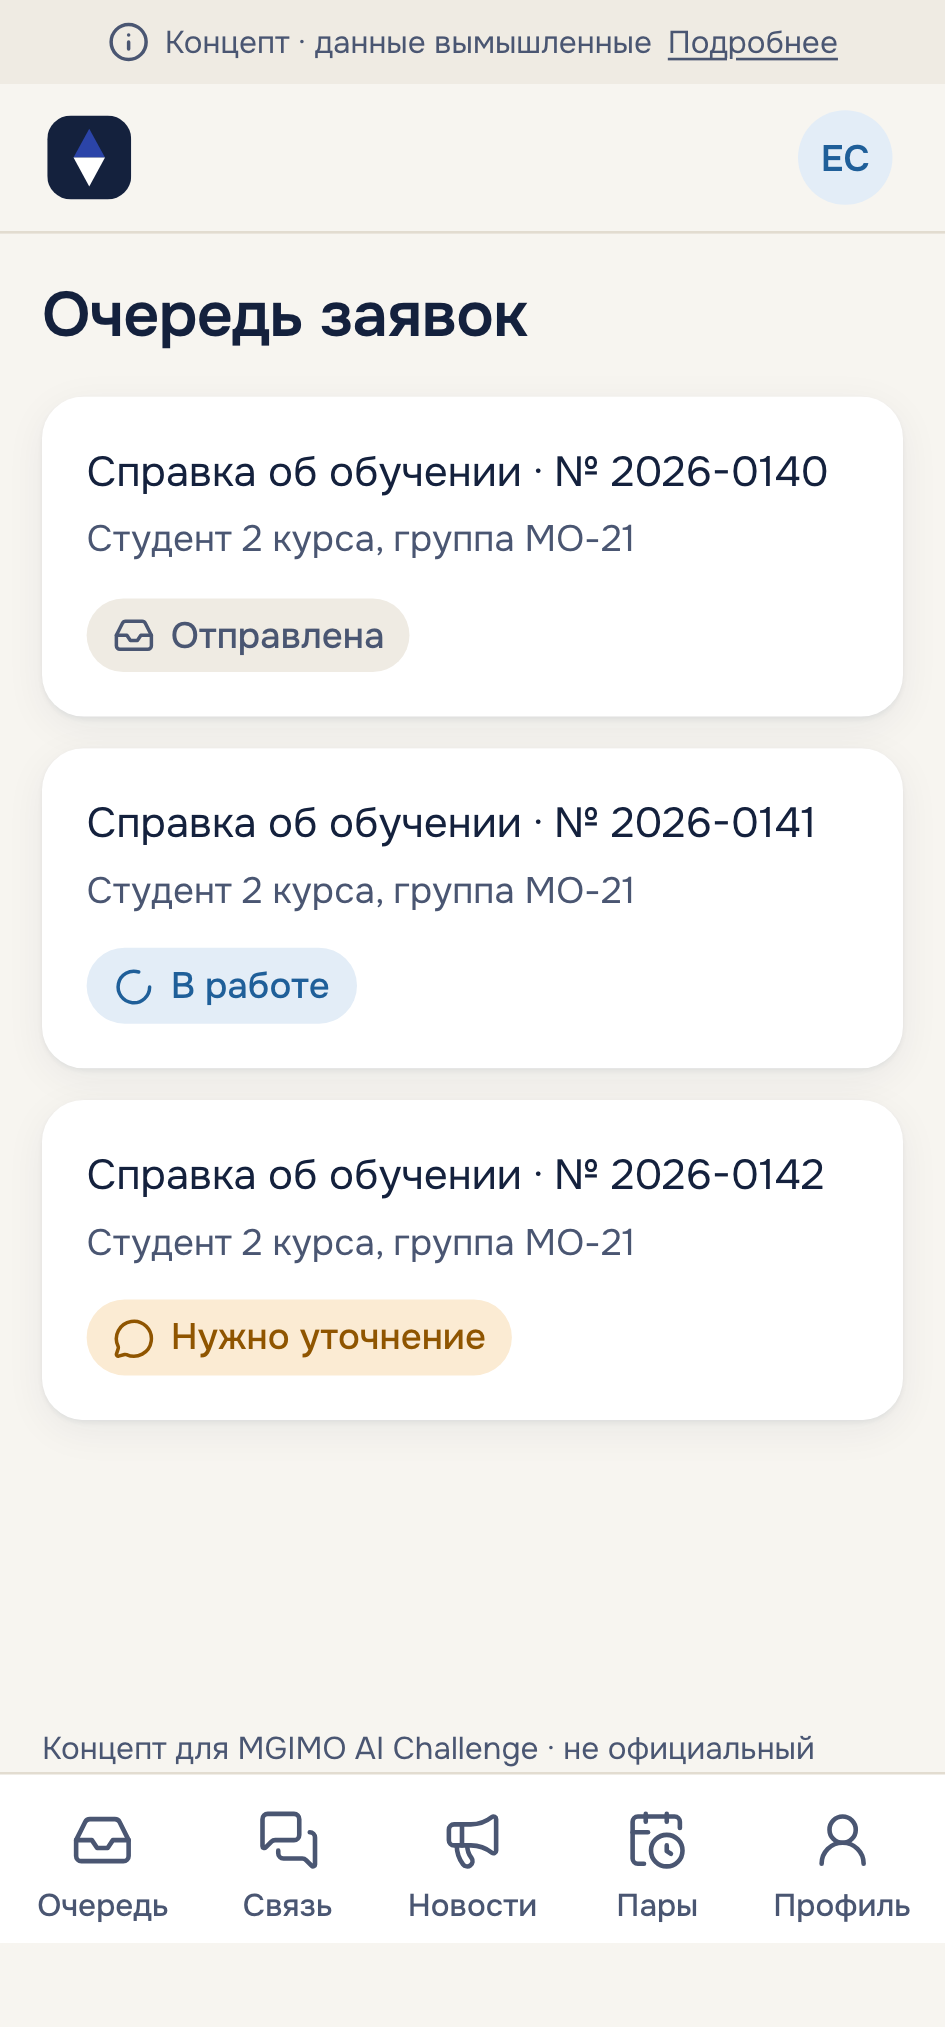 Концепт · данные вымышленные Подробнее
ЕС
Очередь заявок
Справка об обучении · № 2026-0140
Студент 2 курса, группа МО-21
Отправлена
Справка об обучении · № 2026-0141
Студент 2 курса, группа МО-21
В работе
Справка об обучении · № 2026-0142
Студент 2 курса, группа МО-21
Нужно уточнение
Концепт для MGIMO AI Challenge · не официальный
Очередь Связь Новости Пары Профиль